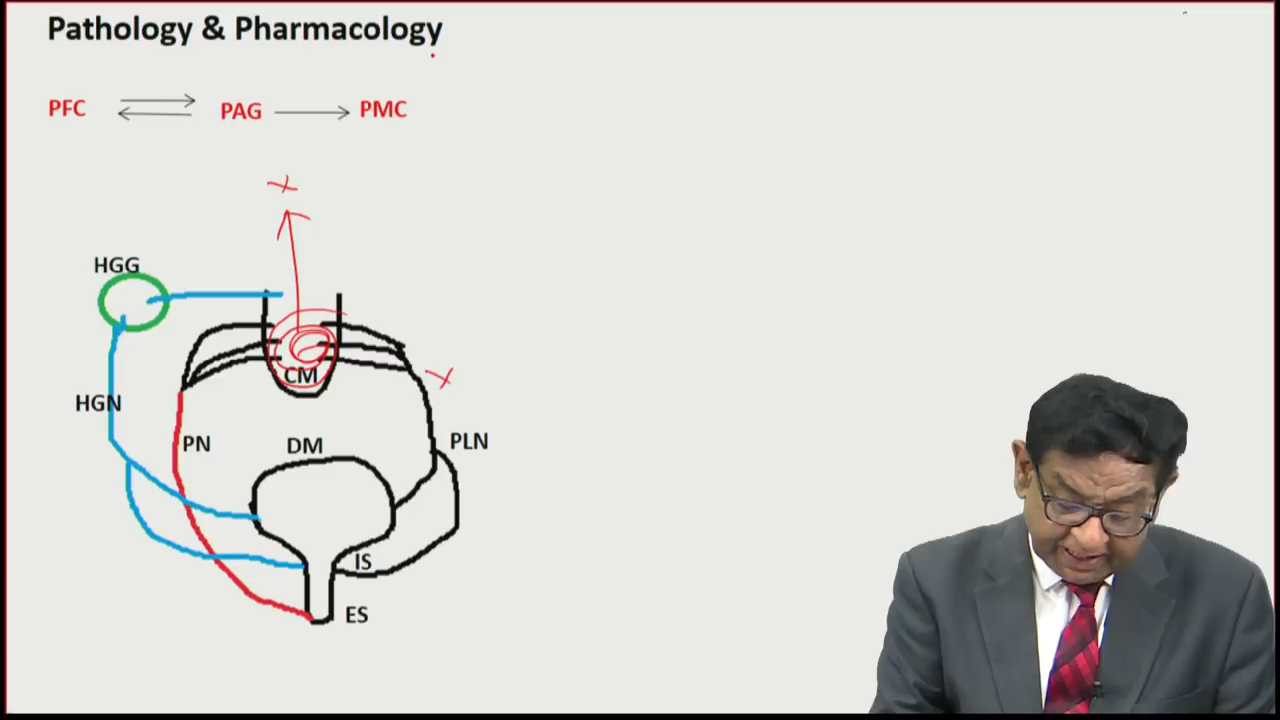 Pathology & Pharmacology
PFC PAG PMC
HGG
CM
HGN
PN DM PLN
IS
ES